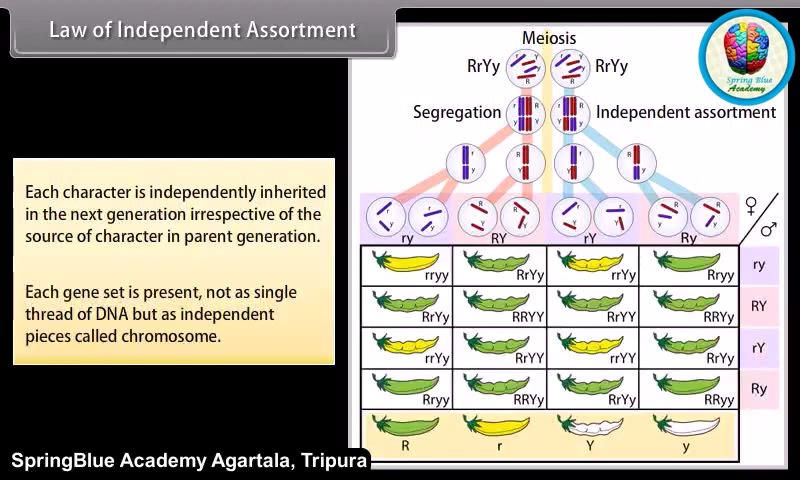 Law of Independent Assortment
Spring Blue
Academy
Meiosis
RrYy
RrYy
Segregation
Independent assortment
Each character is independently inherited
in the next generation irrespective of the
source of character in parent generation.
Each gene set is present, not as single
thread of DNA but as independent
pieces called chromosome.
ry RY rY Ry ♀/♂
rryy RrYy rrYy Rryy ry
RrYy RRYY RrYY RRYy RY
rrYy RrYY rrYY RrYy rY
Rryy RRYy RrYy RRyy Ry
R r Y y
SpringBlue Academy Agartala, Tripura